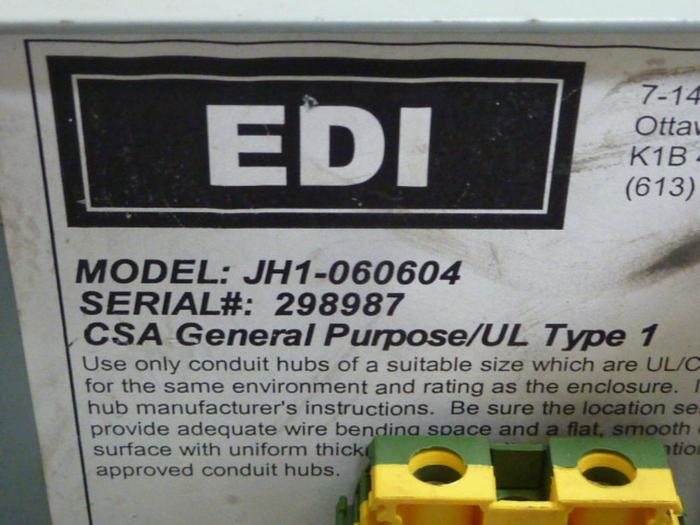 EDI
7-14
Ottaw
K1B
(613)
MODEL: JH1-060604
SERIAL#: 298987
CSA General Purpose/UL Type 1
Use only conduit hubs of a suitable size which are UL/C
for the same environment and rating as the enclosure.
hub manufacturer's instructions. Be sure the location se
provide adequate wire bending space and a flat, smooth
surface with uniform thick
approved conduit hubs.